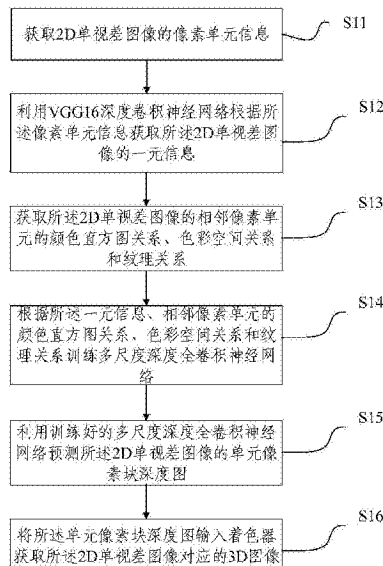 获取2D单视差图像的像素单元信息
S11
利用VGG16深度卷积神经网络根据所
述像素单元信息获取所述2D单视差图
像的一元信息
S12
获取所述2D单视差图像的相邻像素单
元的颜色直方图关系、色彩空间关系
和纹理关系
S13
根据所述一元信息、相邻像素单元的
颜色直方图关系、色彩空间关系和纹
理关系训练多尺度深度全卷积神经网
络
S14
利用训练好的多尺度深度全卷积神经
网络预测所述2D单视差图像的单元像
素块深度图
S15
将所述单元像素块深度图输入着色器
获取所述2D单视差图像对应的3D图像
S16